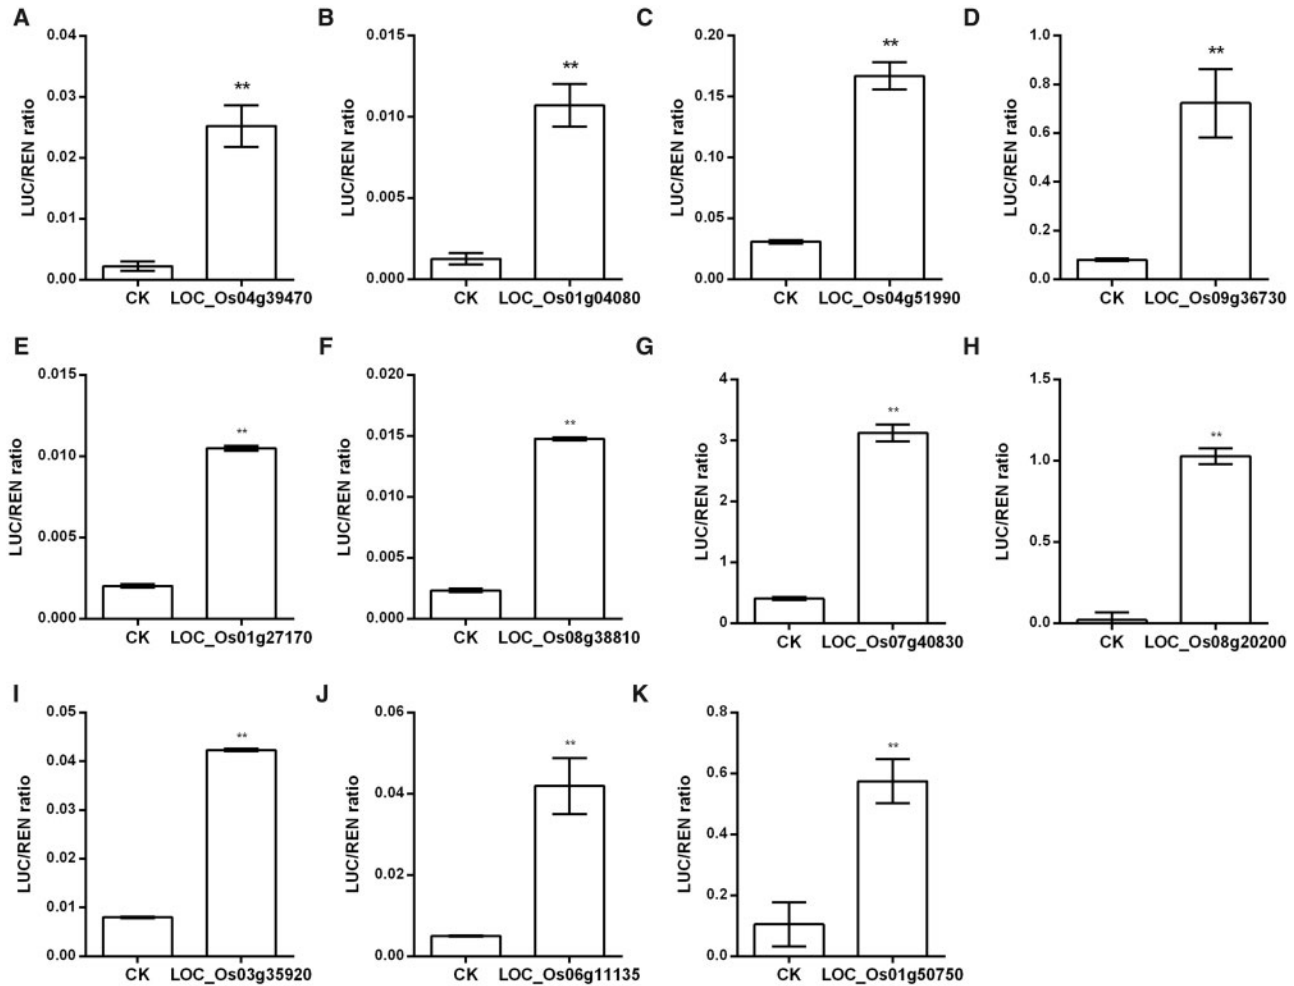 A
LUC/REN ratio
0.04
0.03
0.02
0.01
0.00
**
CK LOC_Os04g39470
B
LUC/REN ratio
0.015
0.010
0.005
0.000
**
CK LOC_Os01g04080
C
LUC/REN ratio
0.20
0.15
0.10
0.05
0.00
**
CK LOC_Os04g51990
D
LUC/REN ratio
1.0
0.8
0.6
0.4
0.2
0.0
**
CK LOC_Os09g36730
E
LUC/REN ratio
0.015
0.010
0.005
0.000
**
CK LOC_Os01g27170
F
LUC/REN ratio
0.020
0.015
0.010
0.005
0.000
**
CK LOC_Os08g38810
G
LUC/REN ratio
4
3
2
1
0
**
CK LOC_Os07g40830
H
LUC/REN ratio
1.5
1.0
0.5
0.0
**
CK LOC_Os08g20200
I
LUC/REN ratio
0.05
0.04
0.03
0.02
0.01
0.00
**
CK LOC_Os03g35920
J
LUC/REN ratio
0.06
0.04
0.02
0.00
**
CK LOC_Os06g11135
K
LUC/REN ratio
0.8
0.6
0.4
0.2
0.0
**
CK LOC_Os01g50750